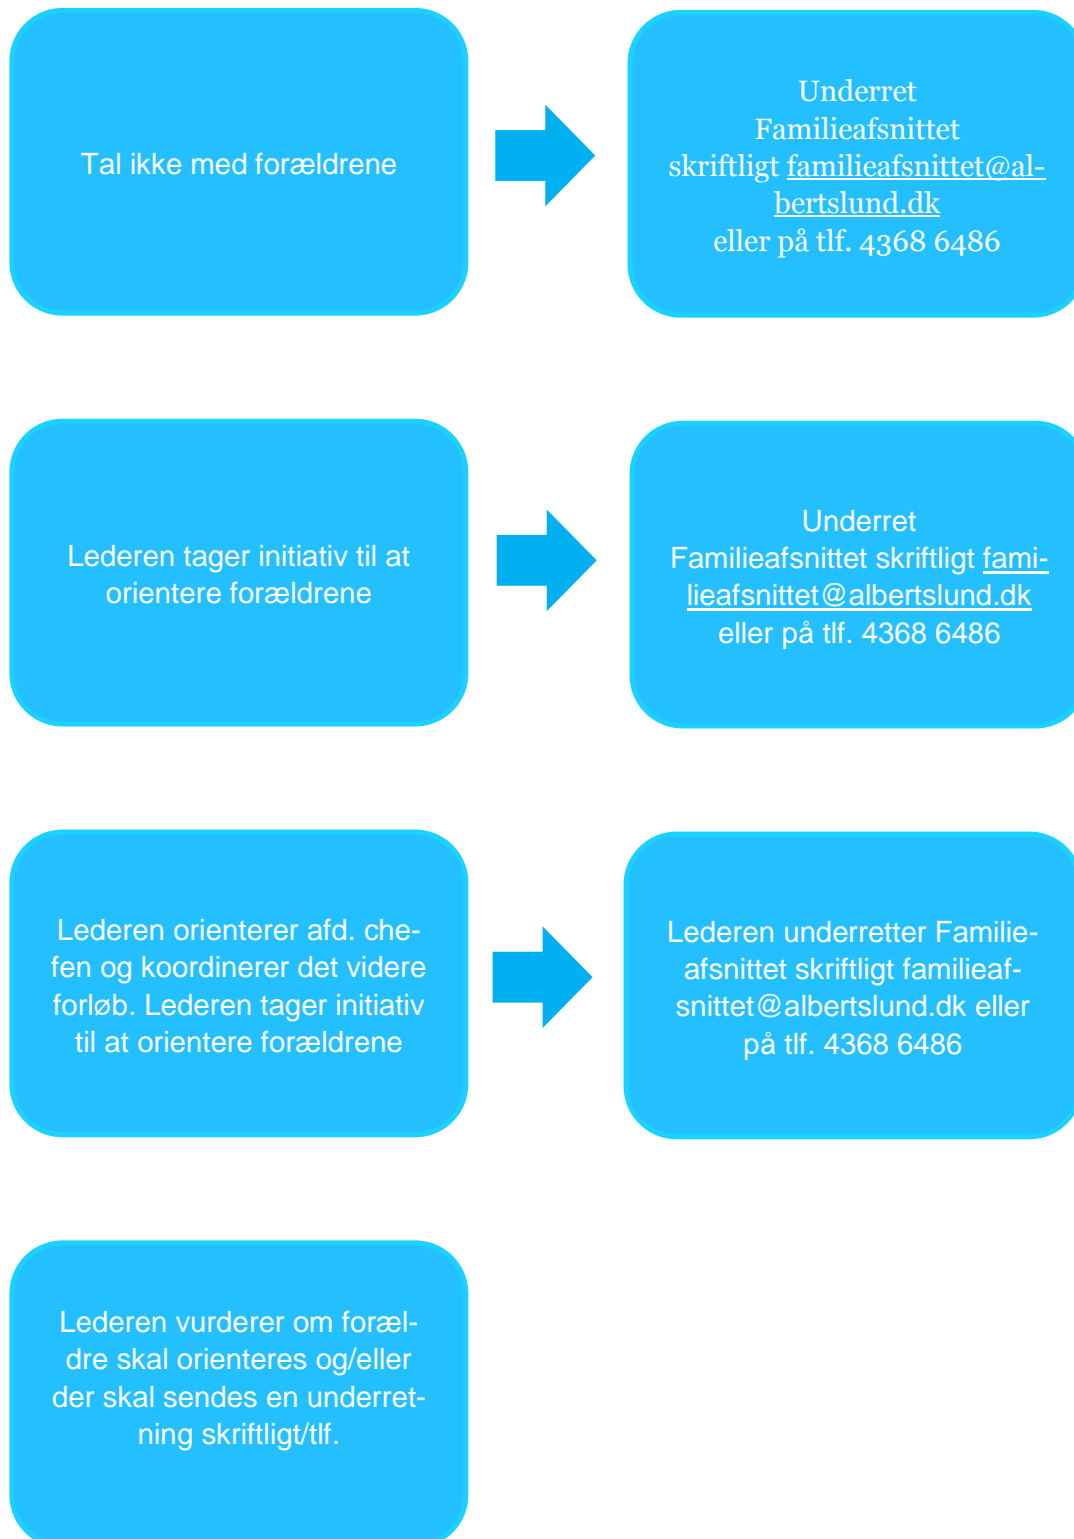 Tal ikke med forældrene
Underret
Familieafsnittet
skriftligt familieafsnittet@al-
bertslund.dk
eller på tlf. 4368 6486
Lederen tager initiativ til at
orientere forældrene
Underret
Familieafsnittet skriftligt fami-
lieafsnittet@albertslund.dk
eller på tlf. 4368 6486
Lederen orienterer afd. che-
fen og koordinerer det videre
forløb. Lederen tager initiativ
til at orientere forældrene
Lederen underretter Familie-
afsnittet skriftligt familieaf-
snittet@albertslund.dk eller
på tlf. 4368 6486
Lederen vurderer om foræl-
dre skal orienteres og/eller
der skal sendes en underret-
ning skriftligt/tlf.